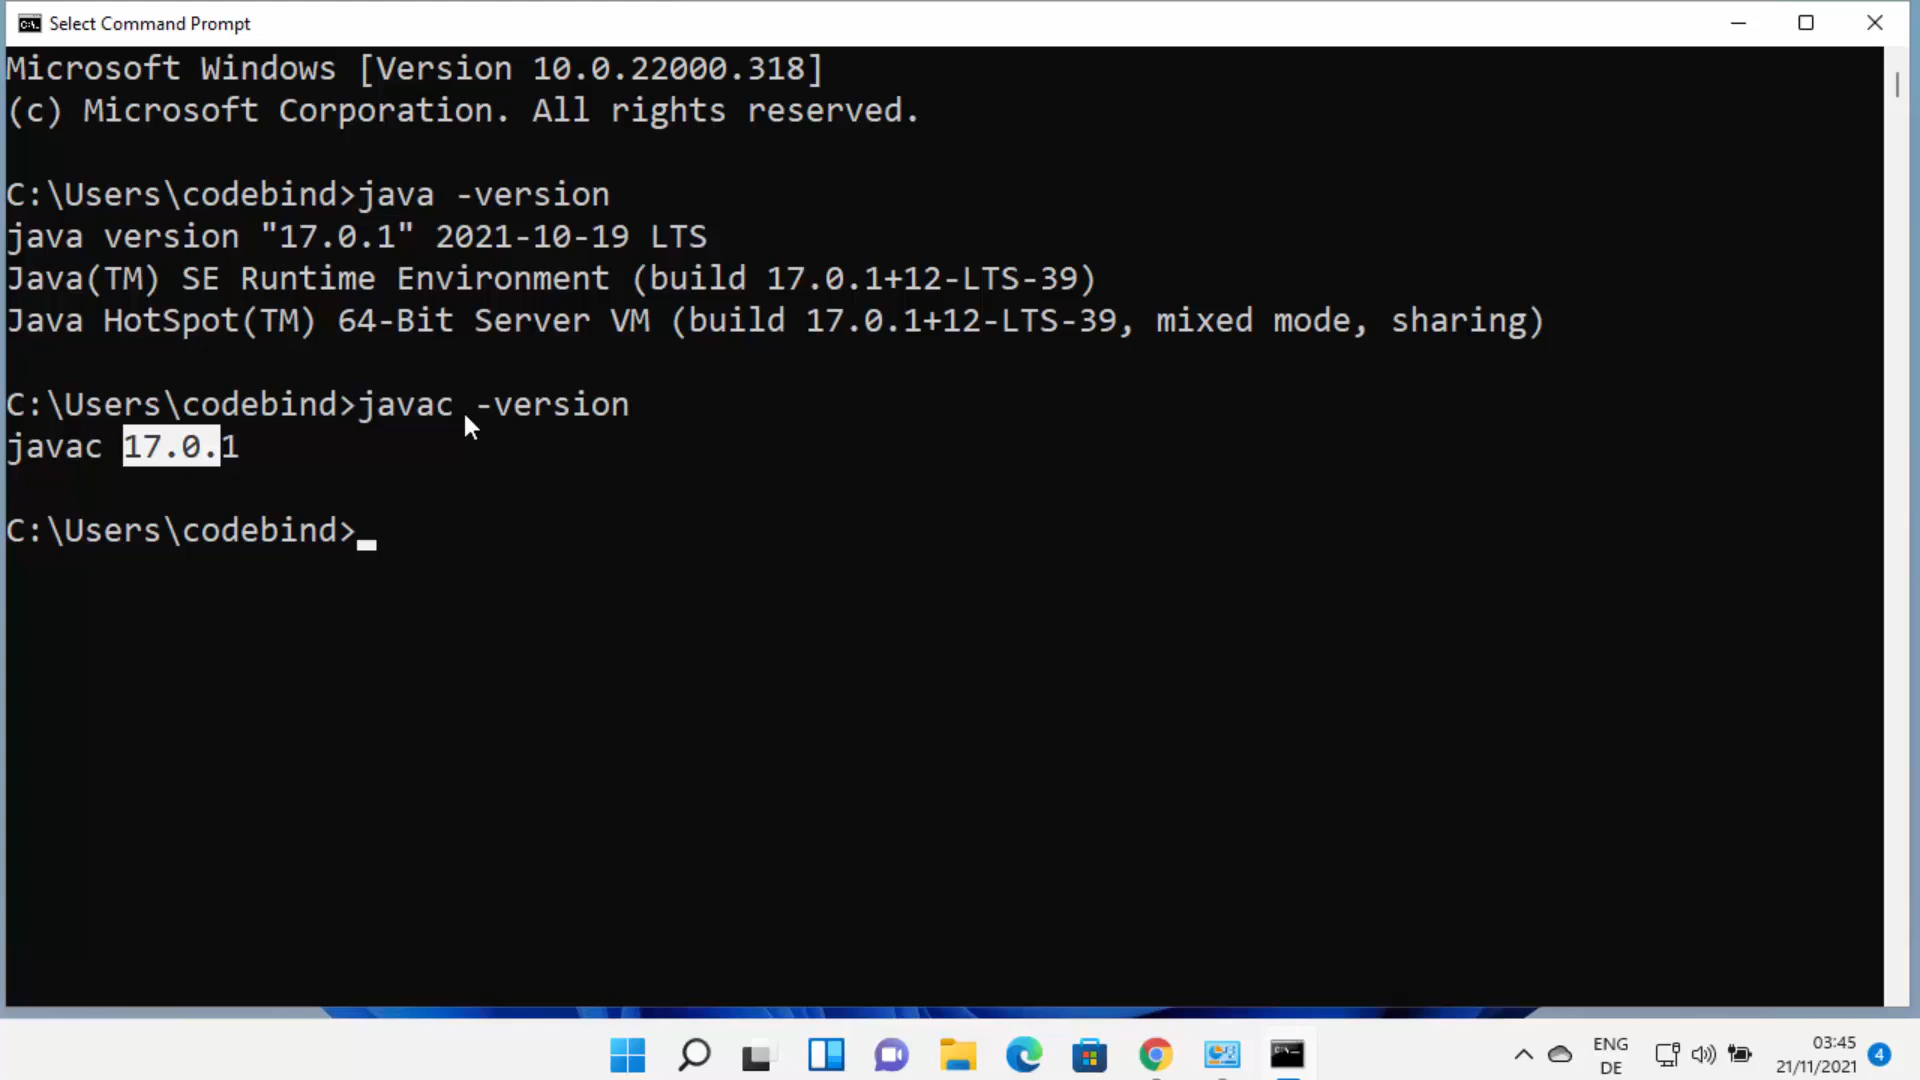 Select Command Prompt
Microsoft Windows [Version 10.0.22000.318]
(c) Microsoft Corporation. All rights reserved.
C:\Users\codebind>java -version
java version "17.0.1" 2021-10-19 LTS
Java(TM) SE Runtime Environment (build 17.0.1+12-LTS-39)
Java HotSpot(TM) 64-Bit Server VM (build 17.0.1+12-LTS-39, mixed mode, sharing)
C:\Users\codebind>javac -version
javac 17.0.1
C:\Users\codebind>
ENG
DE
03:45
21/11/2021
4